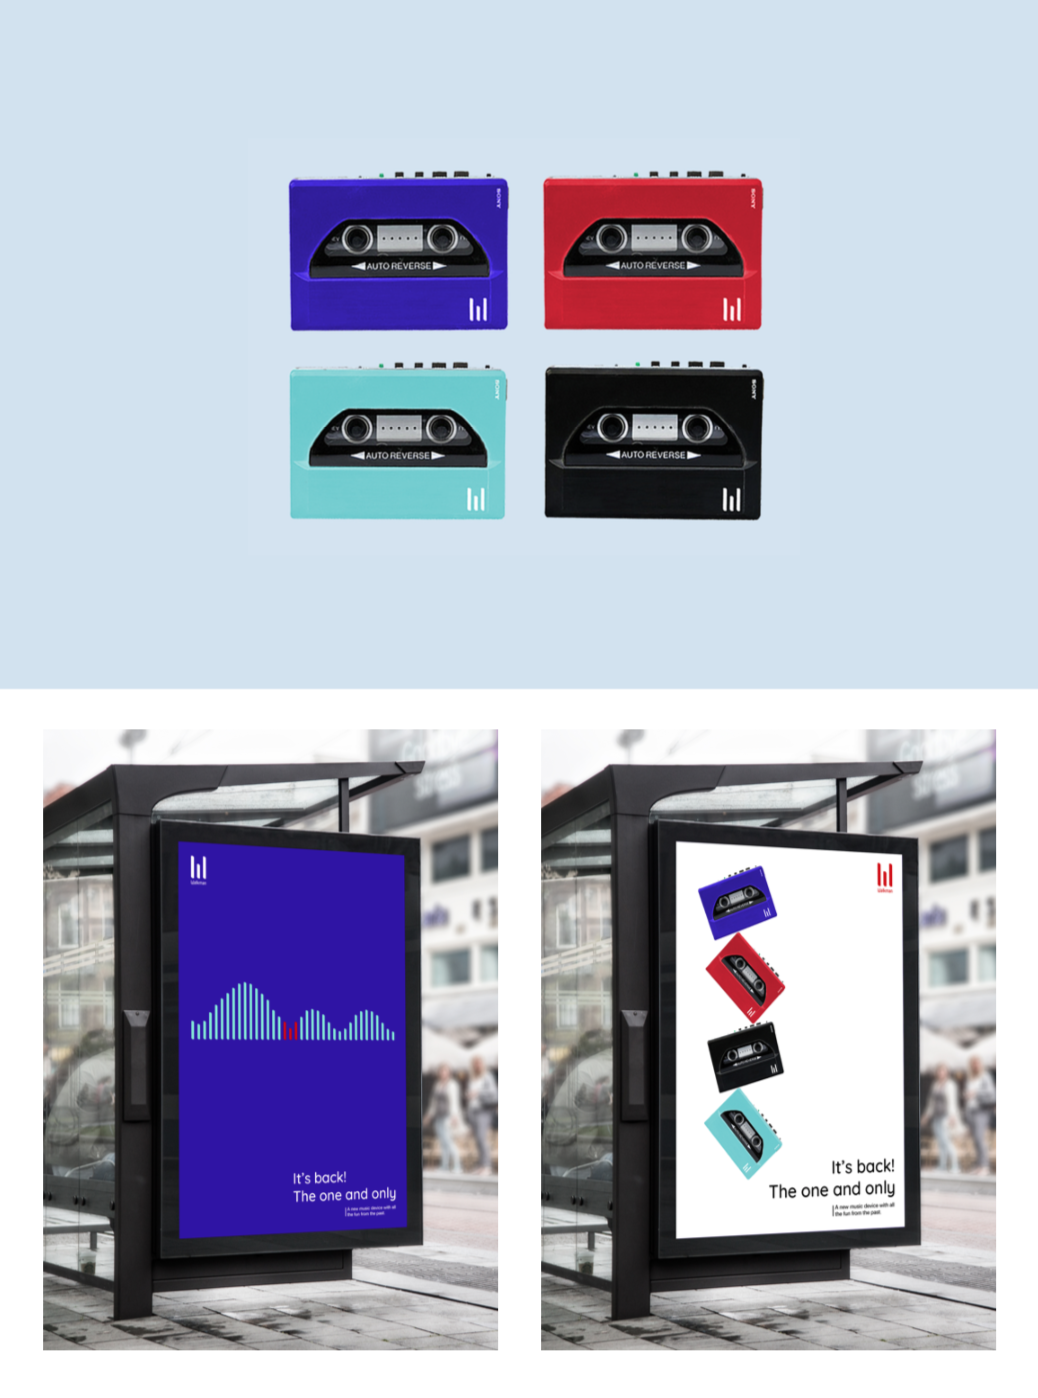 SONY
AUTO REVERSE
SONY
AUTO REVERSE
SONY
AUTO REVERSE
SONY
AUTO REVERSE
It's back!
The one and only
A new music device with all
the fun from the past
It's back!
The one and only
A new music device with all
the fun from the past